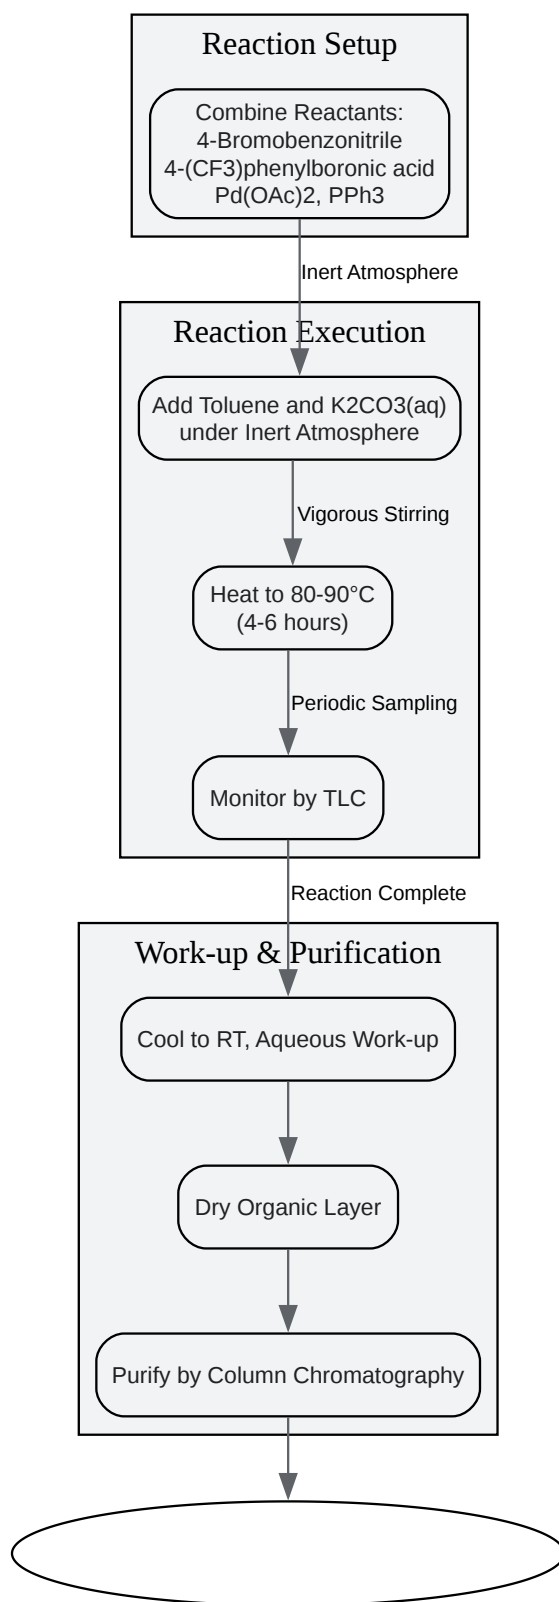 Reaction Setup
Combine Reactants:
4-Bromobenzonitrile
4-(CF3)phenylboronic acid
Pd(OAc)2, PPh3
Inert Atmosphere
Reaction Execution
Add Toluene and K2CO3(aq)
under Inert Atmosphere
Vigorous Stirring
Heat to 80-90°C
(4-6 hours)
Periodic Sampling
Monitor by TLC
Reaction Complete
Work-up & Purification
Cool to RT, Aqueous Work-up
Dry Organic Layer
Purify by Column Chromatography